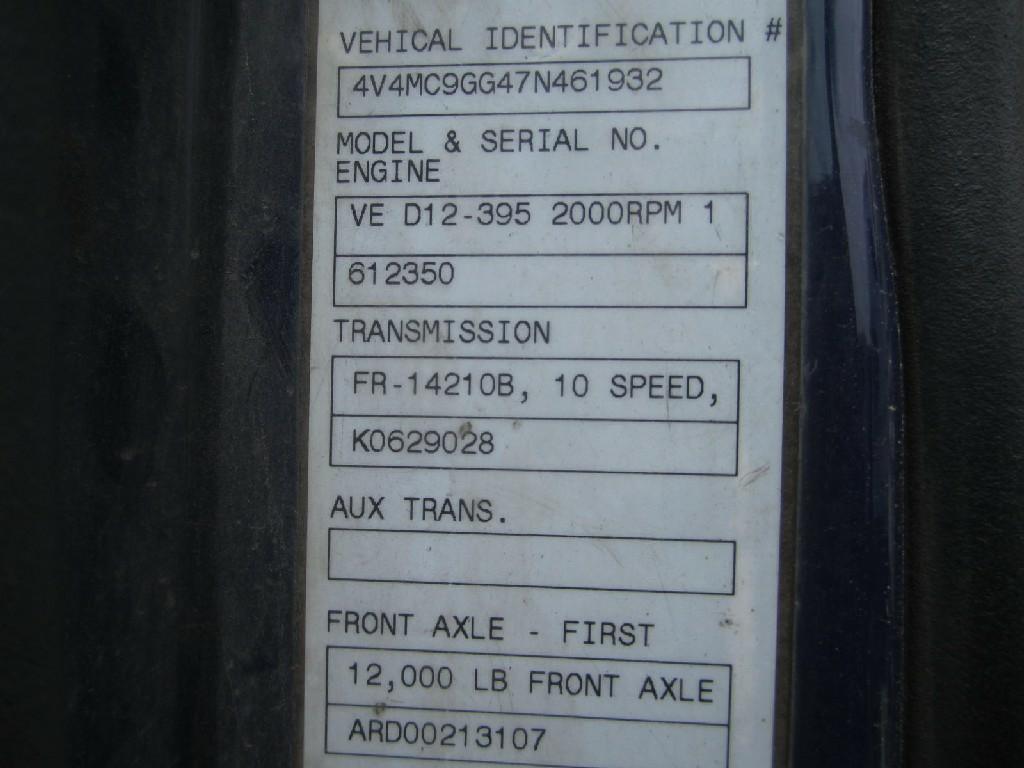 VEHICAL IDENTIFICATION #
4V4MC9GG47N461932
MODEL & SERIAL NO.
ENGINE
VE D12-395 2000RPM 1
612350
TRANSMISSION
FR-14210B, 10 SPEED,
K0629028
AUX TRANS.
FRONT AXLE - FIRST
12,000 LB FRONT AXLE
ARD00213107